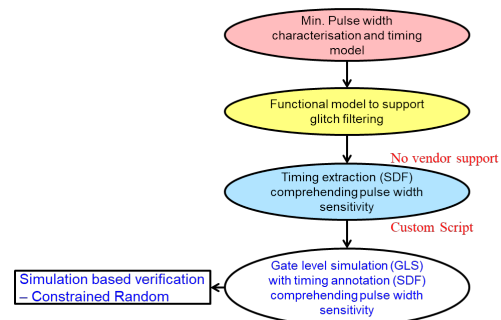 Min. Pulse width
characterisation and timing
model
Functional model to support
glitch filtering
No vendor support
Timing extraction (SDF)
comprehending pulse width
sensitivity
Custom Script
Gate level simulation (GLS)
with timing annotation (SDF)
comprehending pulse width
sensitivity
Simulation based verification
– Constrained Random